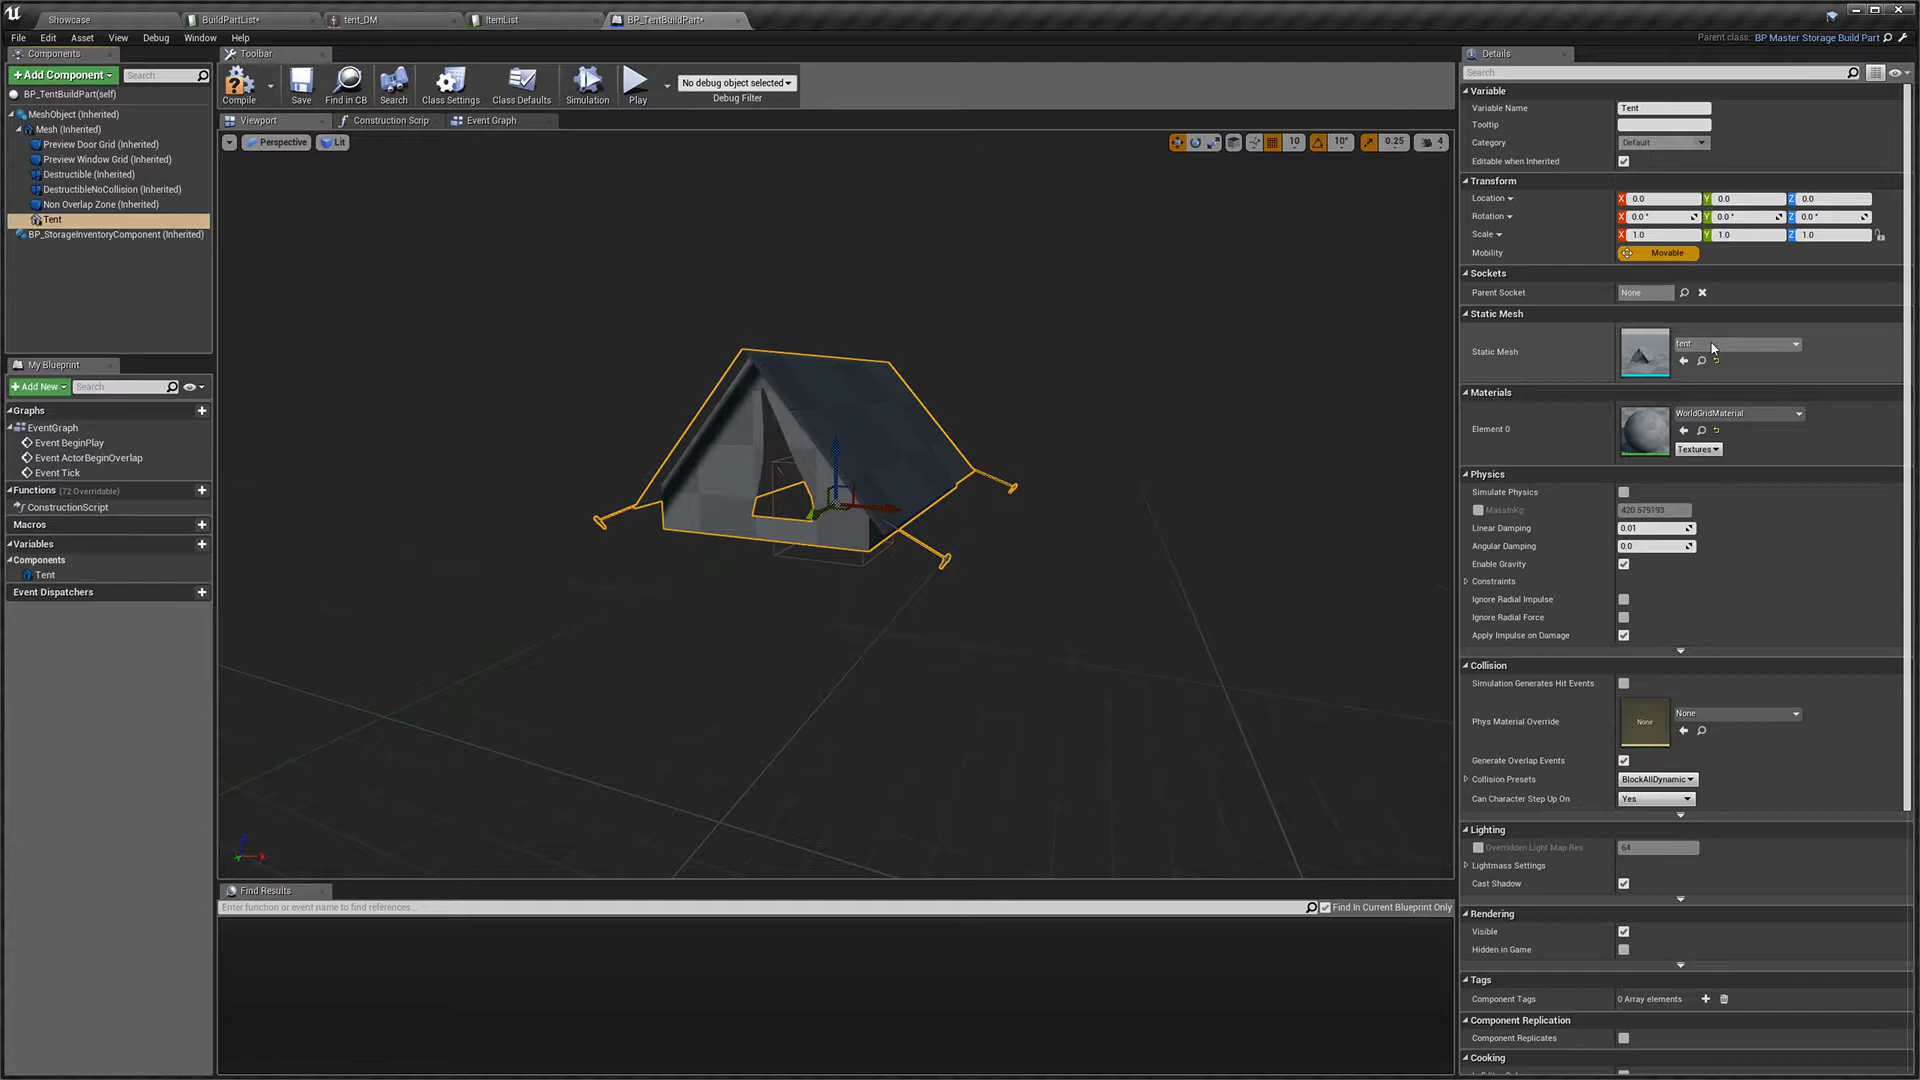 Showcase
BuildPartList*
tent_DM
ItemList
BP_TentBuildPart*
File Edit Asset View Debug Window Help
Parent class: BP Master Storage Build Part
Components
+Add Component
Search
BP_TentBuildPart(self)
MeshObject (Inherited)
Mesh (Inherited)
Preview Door Grid (Inherited)
Preview Window Grid (Inherited)
Destructible (Inherited)
DestructibleNoCollision (Inherited)
Non Overlap Zone (Inherited)
Tent
BP_StorageInventoryComponent (Inherited)
My Blueprint
+Add New
Search
Graphs
EventGraph
Event BeginPlay
Event ActorBeginOverlap
Event Tick
Functions (72 Overridable)
ConstructionScript
Macros
Variables
Components
Tent
Event Dispatchers
Toolbar
Compile
Save
Find in CB
Search
Class Settings
Class Defaults
Simulation
Play
No debug object selected
Debug Filter
Viewport
Construction Scrip
Event Graph
Perspective
Lit
10
10°
0.25
4
Find Results
Enter function or event name to find references...
Find In Current Blueprint Only
Details
Search
Variable
Variable Name Tent
Tooltip
Category Default
Editable when Inherited
Transform
Location X 0.0 Y 0.0 Z 0.0
Rotation X 0.0 ° Y 0.0 ° Z 0.0 °
Scale X 1.0 Y 1.0 Z 1.0
Mobility Movable
Sockets
Parent Socket None
Static Mesh
Static Mesh tent
Materials
Element 0 WorldGridMaterial
Textures
Physics
Simulate Physics
MassInKg 420.579193
Linear Damping 0.01
Angular Damping 0.0
Enable Gravity
Constraints
Ignore Radial Impulse
Ignore Radial Force
Apply Impulse on Damage
Collision
Simulation Generates Hit Events
Phys Material Override None None
Generate Overlap Events
Collision Presets BlockAllDynamic
Can Character Step Up On Yes
Lighting
Overridden Light Map Res 64
Lightmass Settings
Cast Shadow
Rendering
Visible
Hidden in Game
Tags
Component Tags 0 Array elements
Component Replication
Component Replicates
Cooking